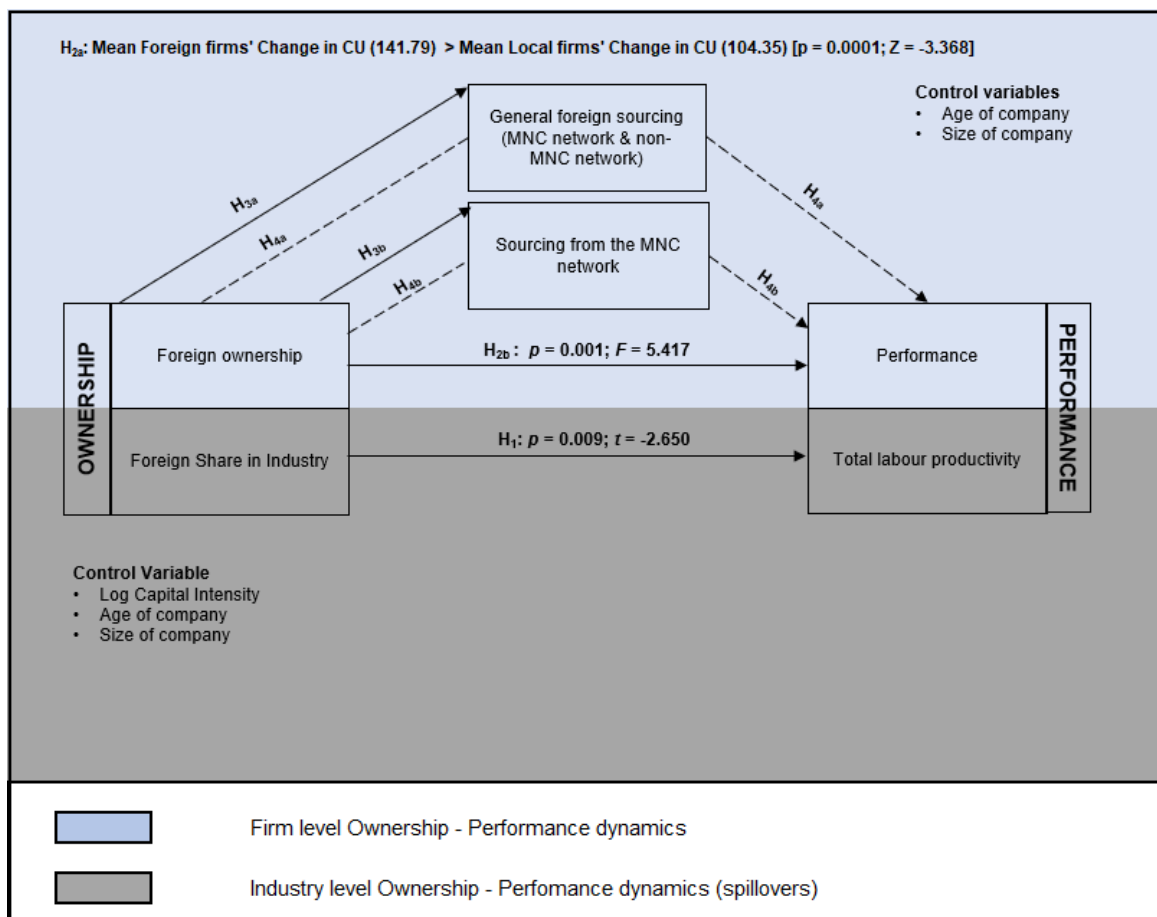 H2a: Mean Foreign firms' Change in CU (141.79) > Mean Local firms' Change in CU (104.35) [p = 0.0001; Z = -3.368]
Control variables
• Age of company
• Size of company
General foreign sourcing
(MNC network & non-
MNC network)
H3a
H4a
H4a
Sourcing from the MNC
network
H3b
H4b
H4b
OWNERSHIP
Foreign ownership
H2b : p = 0.001; F = 5.417
Performance
PERFORMANCE
Foreign Share in Industry
H1: p = 0.009; t = -2.650
Total labour productivity
Control Variable
• Log Capital Intensity
• Age of company
• Size of company
Firm level Ownership - Performance dynamics
Industry level Ownership - Perfomance dynamics (spillovers)